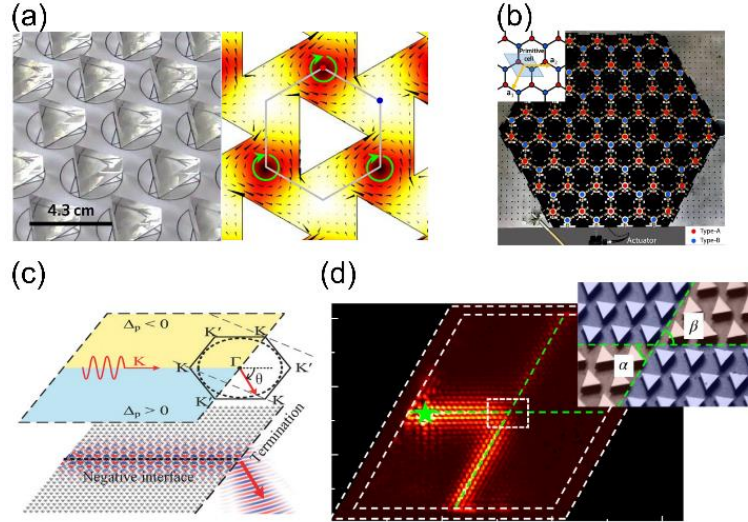 (a)
4.3 cm
(b)
Primitive
cell
a₁
a₂
Actuator
Type-A
Type-B
(c)
Δp < 0
K
Δp > 0
K′
K
K
Γ
θ
K′
K
K′
Negative interface
Termination
(d)
α
β